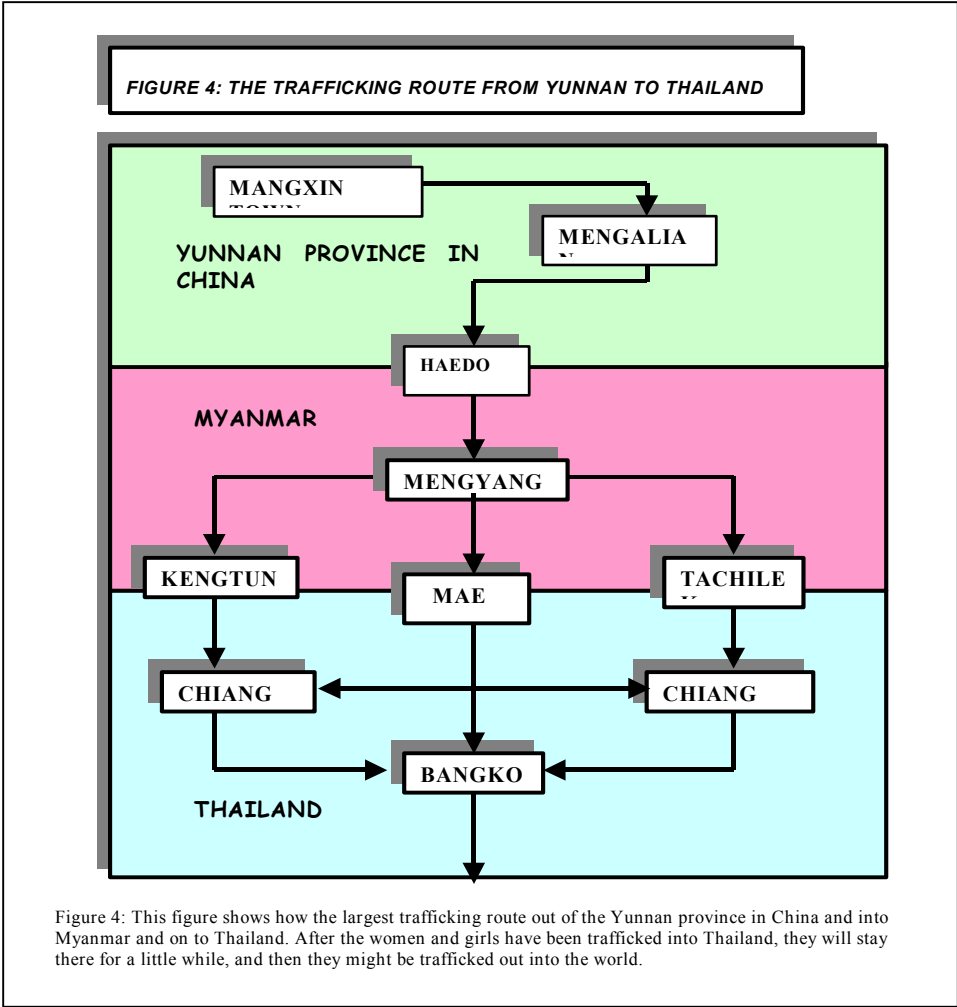 FIGURE 4: THE TRAFFICKING ROUTE FROM YUNNAN TO THAILAND
MANGXIN
MENGALIA
YUNNAN PROVINCE IN
CHINA
HAEDO
MYANMAR
MENGYANG
KENGTUN
MAE
TACHILE
CHIANG
CHIANG
BANGKO
THAILAND
Figure 4: This figure shows how the largest trafficking route out of the Yunnan province in China and into
Myanmar and on to Thailand. After the women and girls have been trafficked into Thailand, they will stay
there for a little while, and then they might be trafficked out into the world.